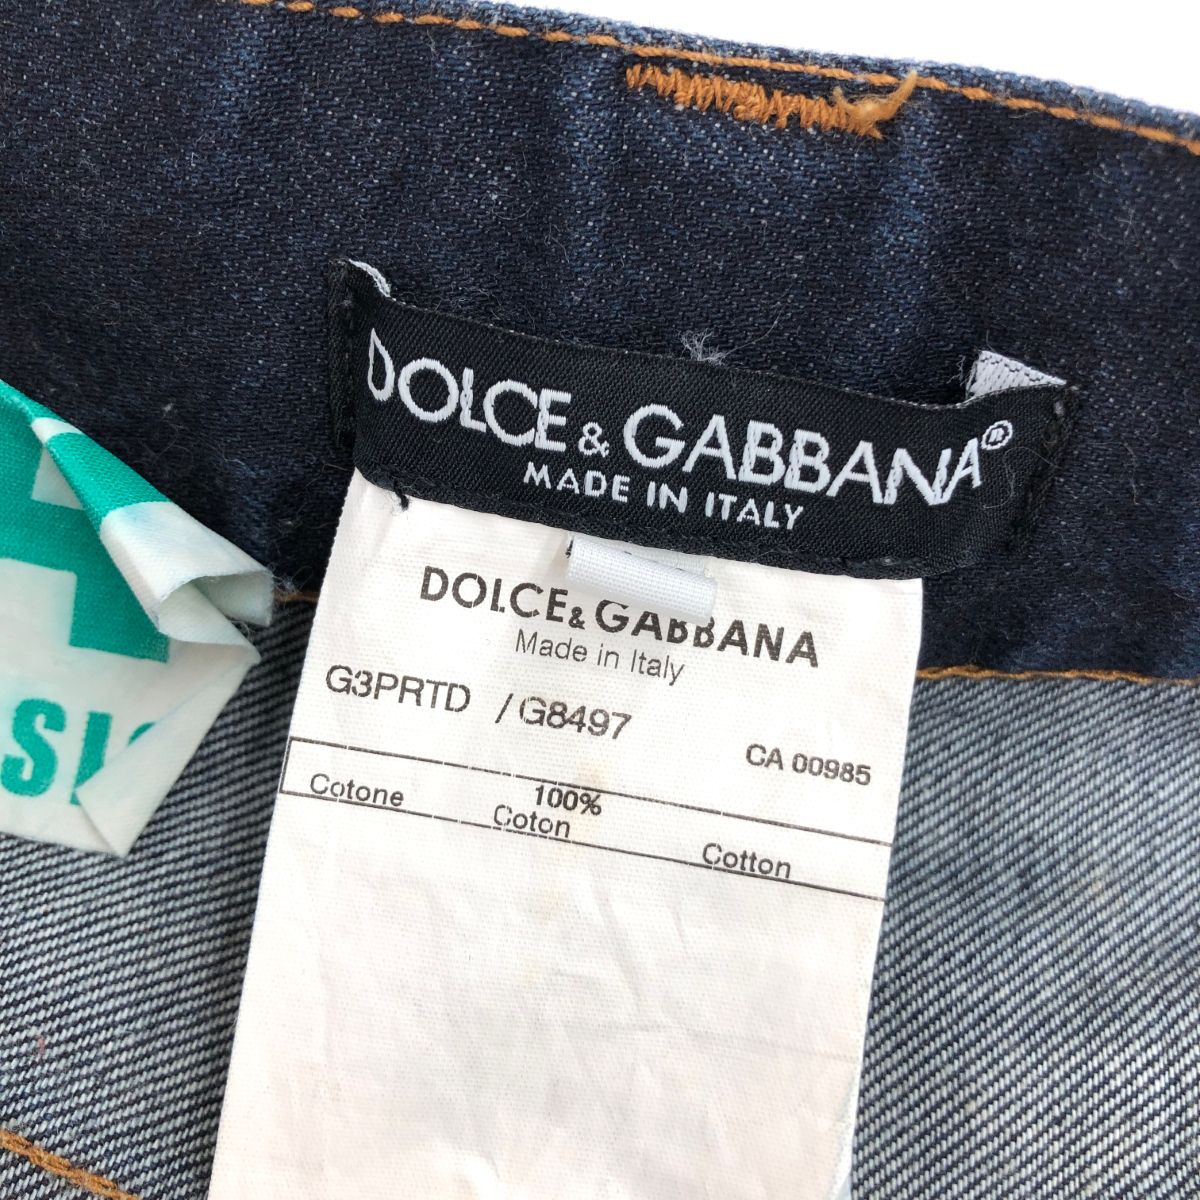 DOLCE & GABBANA®
MADE IN ITALY
DOLCE & GABBANA
Made in Italy
G3PRTD / G8497
CA 00985
100%
Cotone Coton Cotton